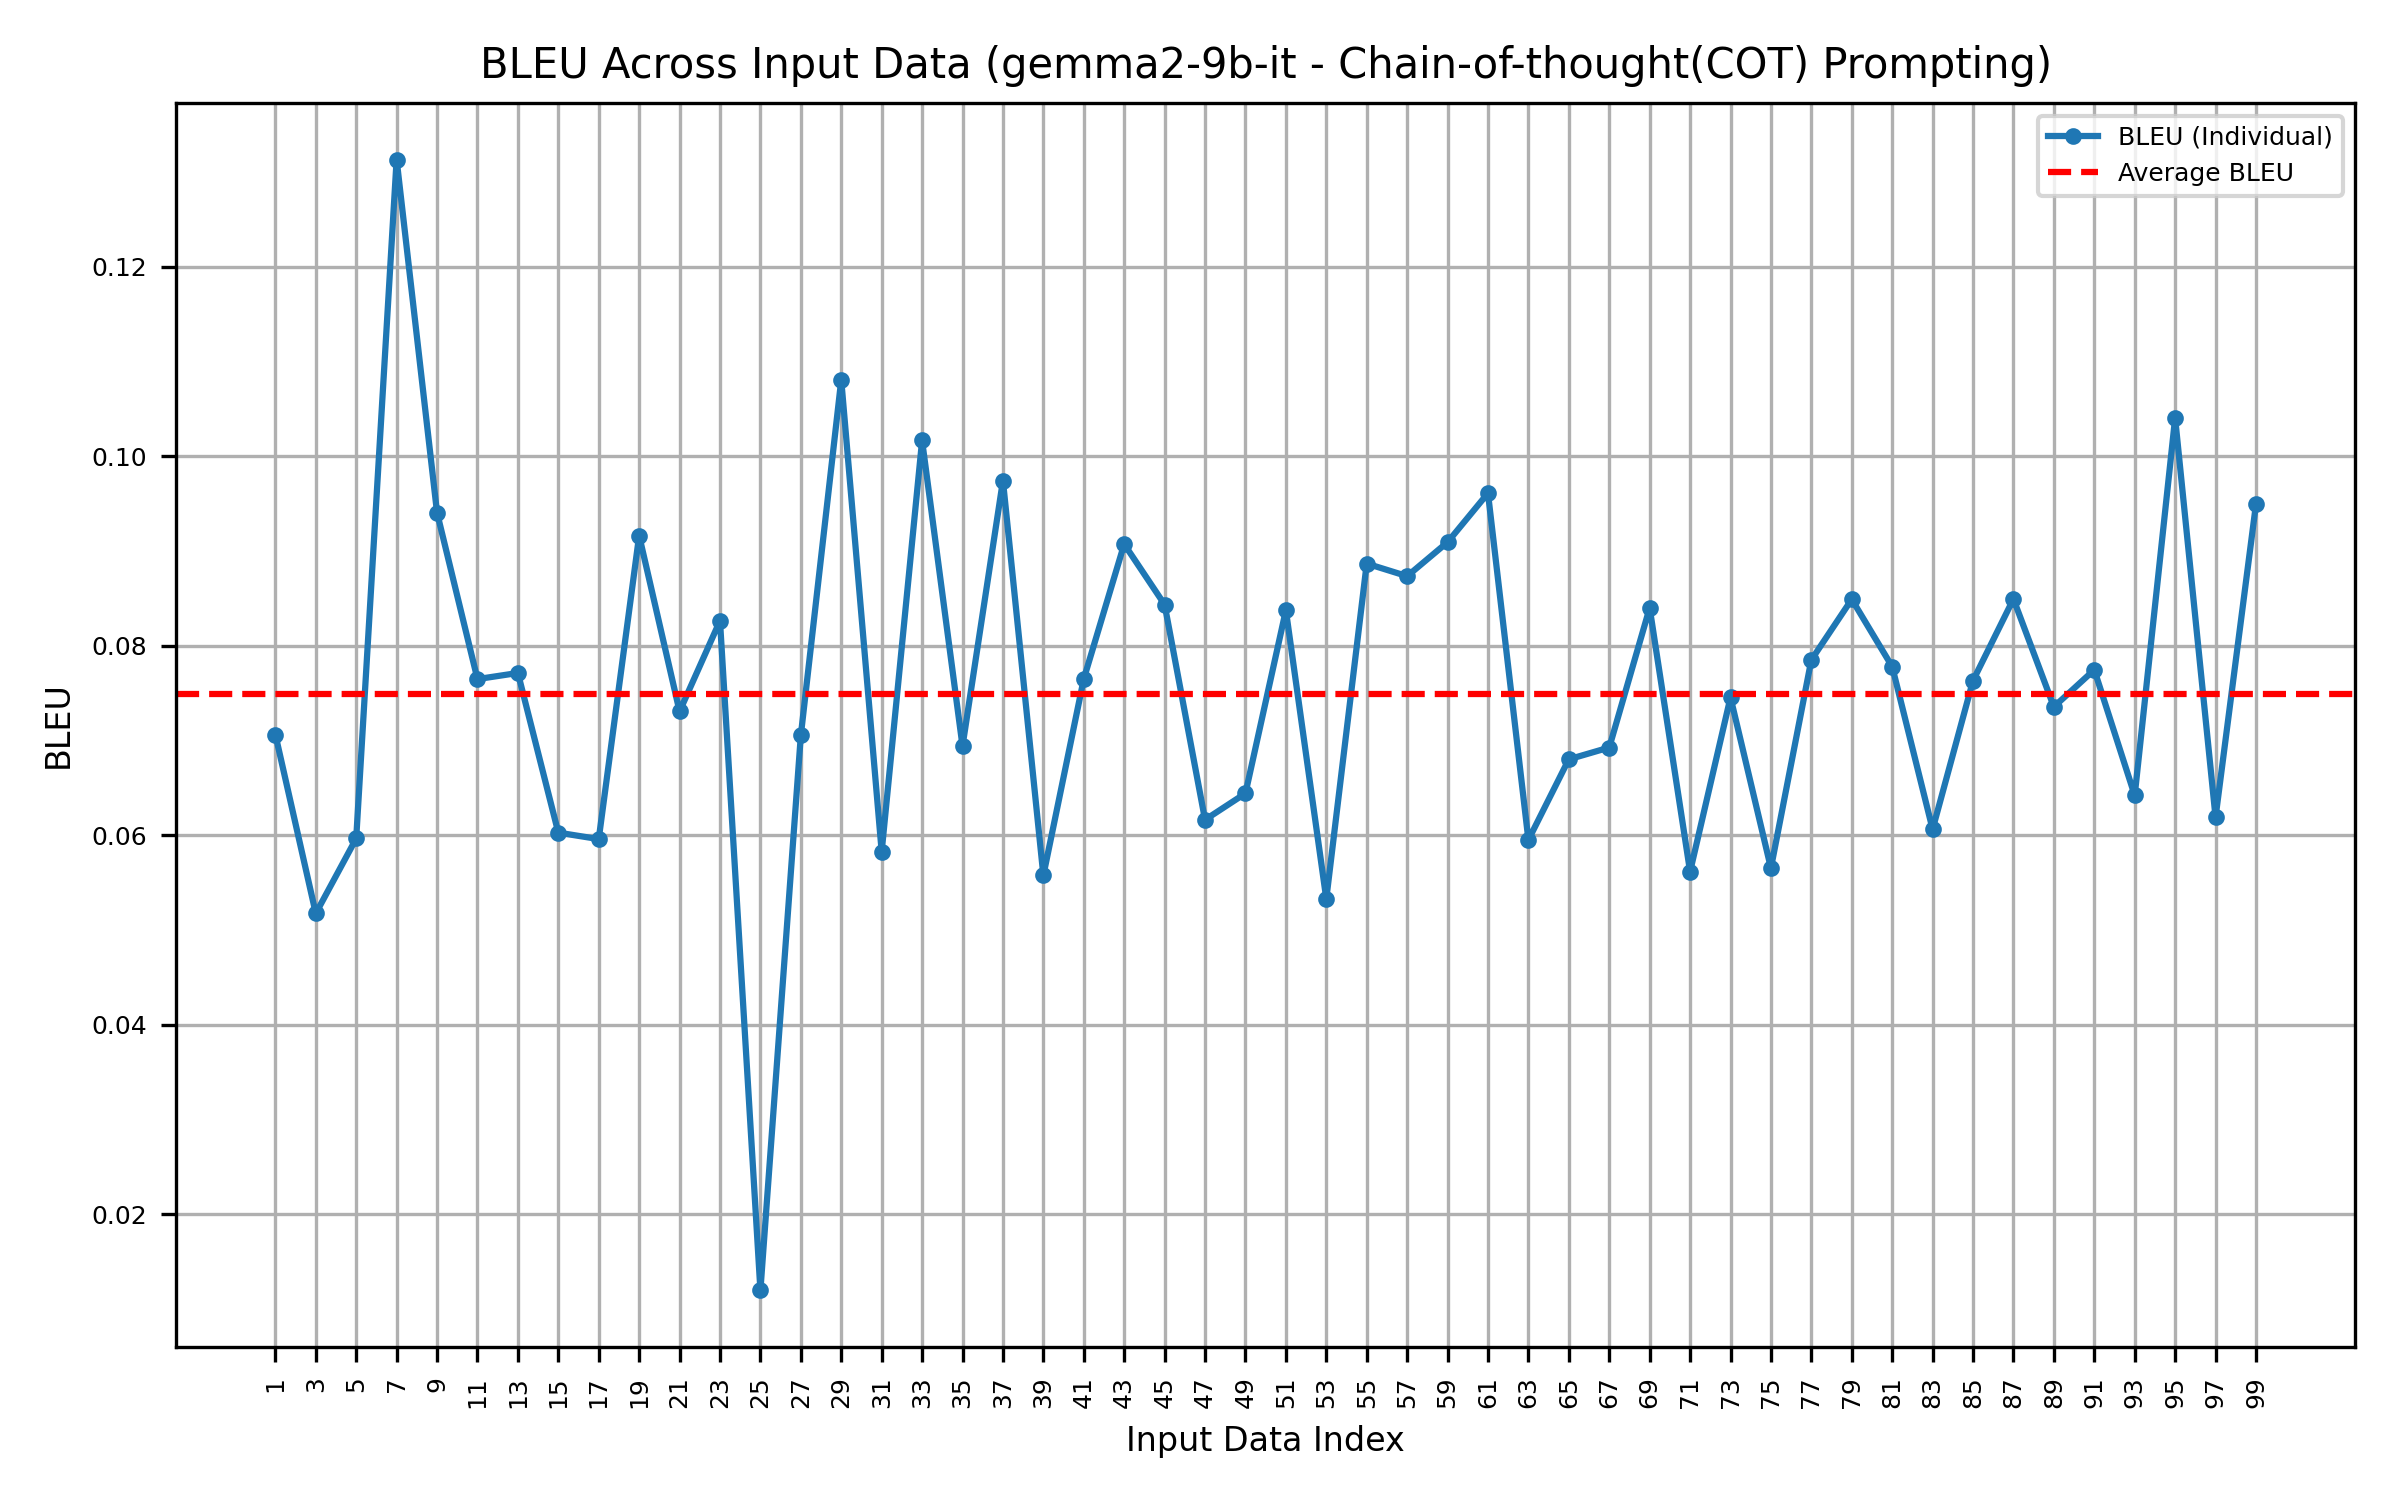 BLEU Across Input Data (gemma2-9b-it - Chain-of-thought(COT) Prompting)
BLEU (Individual)
Average BLEU
0.12
0.10
0.08
0.06
0.04
0.02
BLEU
1 3 5 7 9 11 13 15 17 19 21 23 25 27 29 31 33 35 37 39 41 43 45 47 49 51 53 55 57 59 61 63 65 67 69 71 73 75 77 79 81 83 85 87 89 91 93 95 97 99
Input Data Index